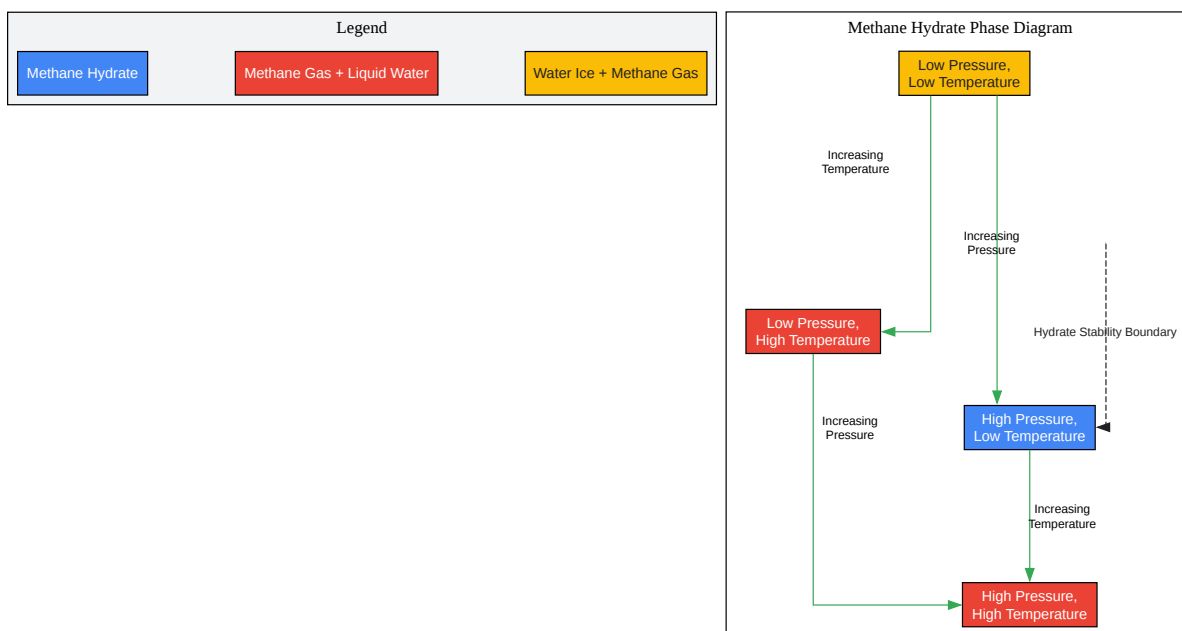 Legend
Methane Hydrate
Methane Gas + Liquid Water
Water Ice + Methane Gas
Methane Hydrate Phase Diagram
Low Pressure,
Low Temperature
Increasing
Temperature
Increasing
Pressure
Low Pressure,
High Temperature
Hydrate Stability Boundary
Increasing
Pressure
High Pressure,
Low Temperature
Increasing
Temperature
High Pressure,
High Temperature